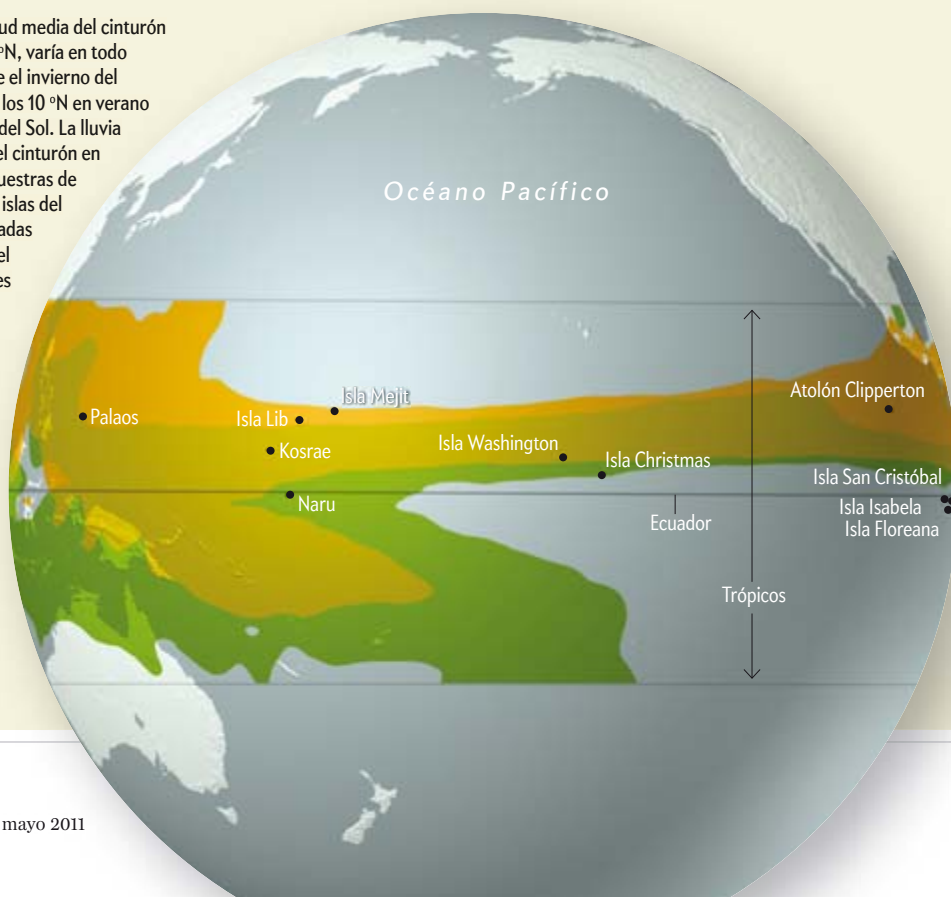 ud media del cinturón
°N, varía en todo
e el invierno del
los 10 °N en verano
del Sol. La lluvia
el cinturón en
uestras de
islas del
adas
el
es
Océano Pacífico
Isla Mejit
Atolón Clipperton
Palaos
Isla Lib
Isla Washington
Kosrae
Isla Christmas
Isla San Cristóbal
Naru
Isla Isabela
Ecuador
Isla Floreana
Trópicos
mayo 2011